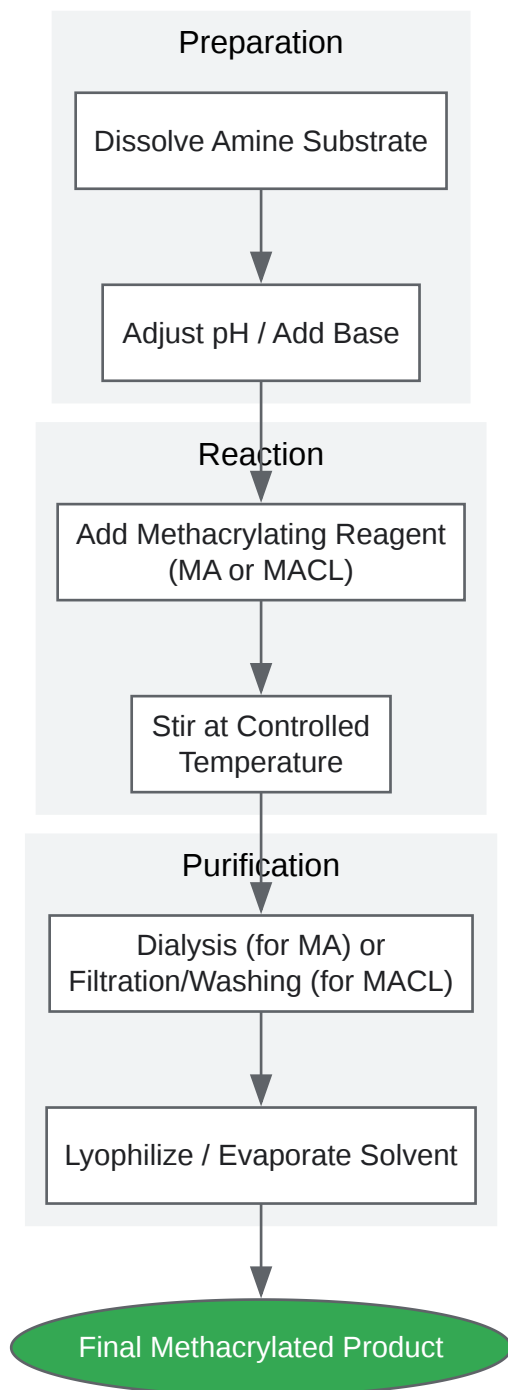 Preparation
Dissolve Amine Substrate
Adjust pH / Add Base
Reaction
Add Methacrylating Reagent
(MA or MACL)
Stir at Controlled
Temperature
Purification
Dialysis (for MA) or
Filtration/Washing (for MACL)
Lyophilize / Evaporate Solvent
Final Methacrylated Product